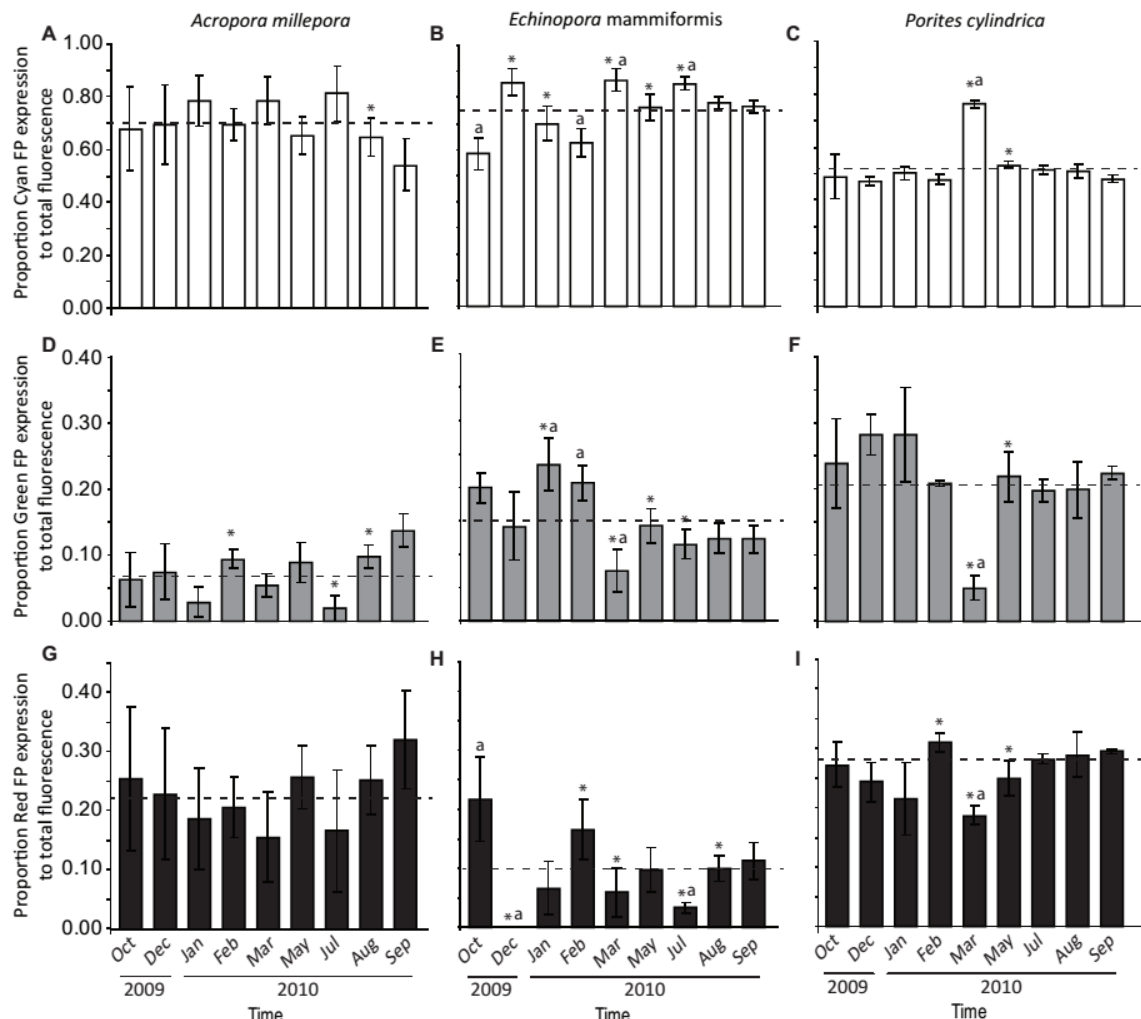 Acropora millepora
Echinopora mammiformis
Porites cylindrica
A
B
C
Proportion Cyan FP expression
to total fluorescence
1.00
0.80
0.60
0.40
0.20
0.00
*
a
*
*
a
*a
*
*a
*a
*
D
E
F
Proportion Green FP expression
to total fluorescence
0.40
0.30
0.20
0.10
0.00
*
*
*
*a
a
*a
*
*
*a
*
G
H
I
Proportion Red FP expression
to total fluorescence
0.40
0.30
0.20
0.10
0.00
a
*a
*
*
*a
*
*
*a
*
Oct Dec Jan Feb Mar May Jul Aug Sep
Oct Dec Jan Feb Mar May Jul Aug Sep
Oct Dec Jan Feb Mar May Jul Aug Sep
2009 2010
2009 2010
2009 2010
Time
Time
Time